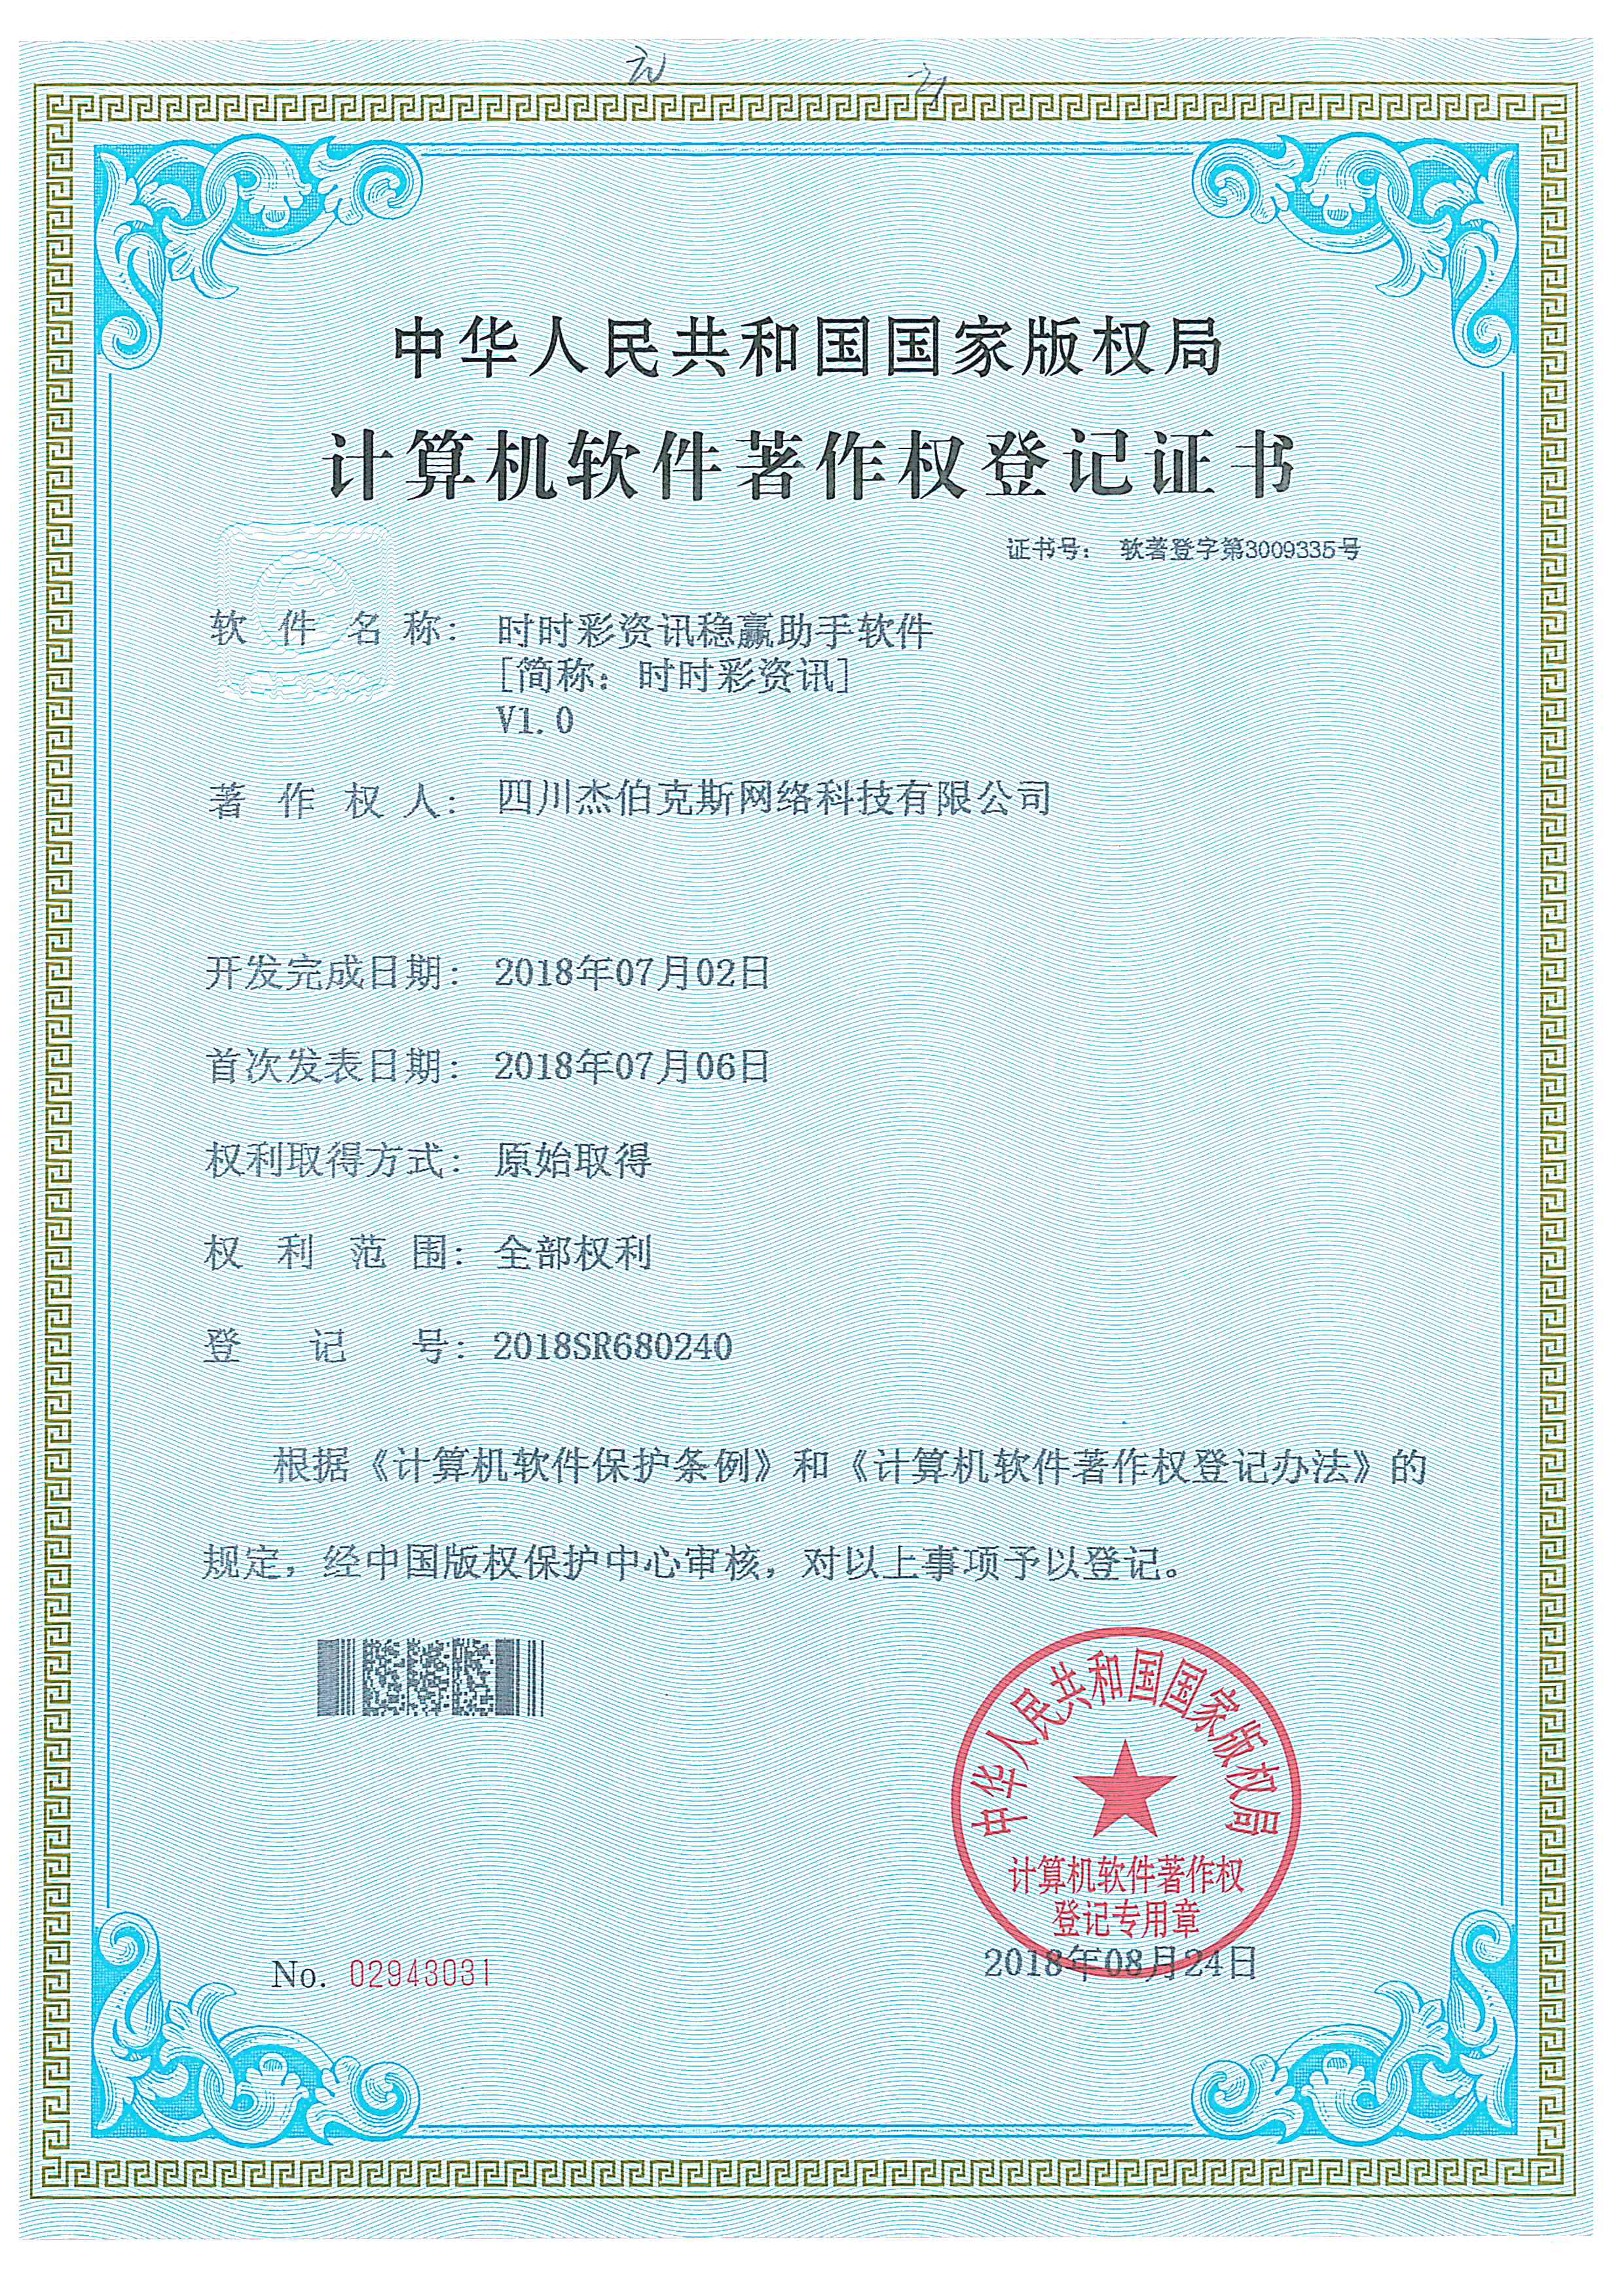 中华人民共和国国家版权局
计算机软件著作权登记证书
证书号： 软著登字第3009335号
软件名称： 时时彩资讯稳赢助手软件
[简称：时时彩资讯]
V1.0
著作权人： 四川杰伯克斯网络科技有限公司
开发完成日期： 2018年07月02日
首次发表日期： 2018年07月06日
权利取得方式： 原始取得
权利范围： 全部权利
登记号： 2018SR680240
根据《计算机软件保护条例》和《计算机软件著作权登记办法》的
规定，经中国版权保护中心审核，对以上事项予以登记。
中华人民共和国国家版权局
计算机软件著作权
登记专用章
No. 02943031
2018年08月24日